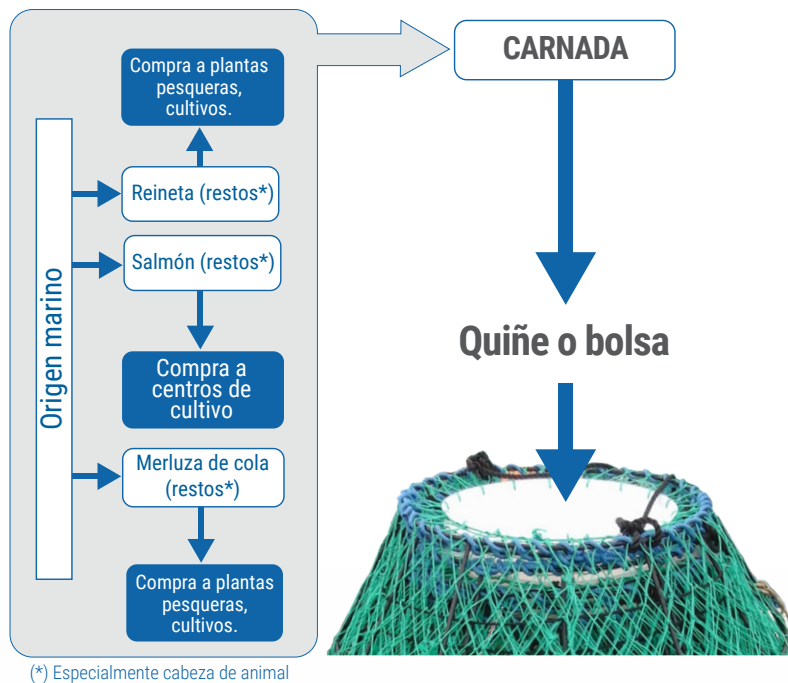 CARNADA
Compra a plantas
pesqueras,
cultivos.
Origen marino
Reineta (restos*)
Salmón (restos*)
Compra a
centros de
cultivo
Merluza de cola
(restos*)
Compra a plantas
pesqueras,
cultivos.
Quiñe o bolsa
(*) Especialmente cabeza de animal